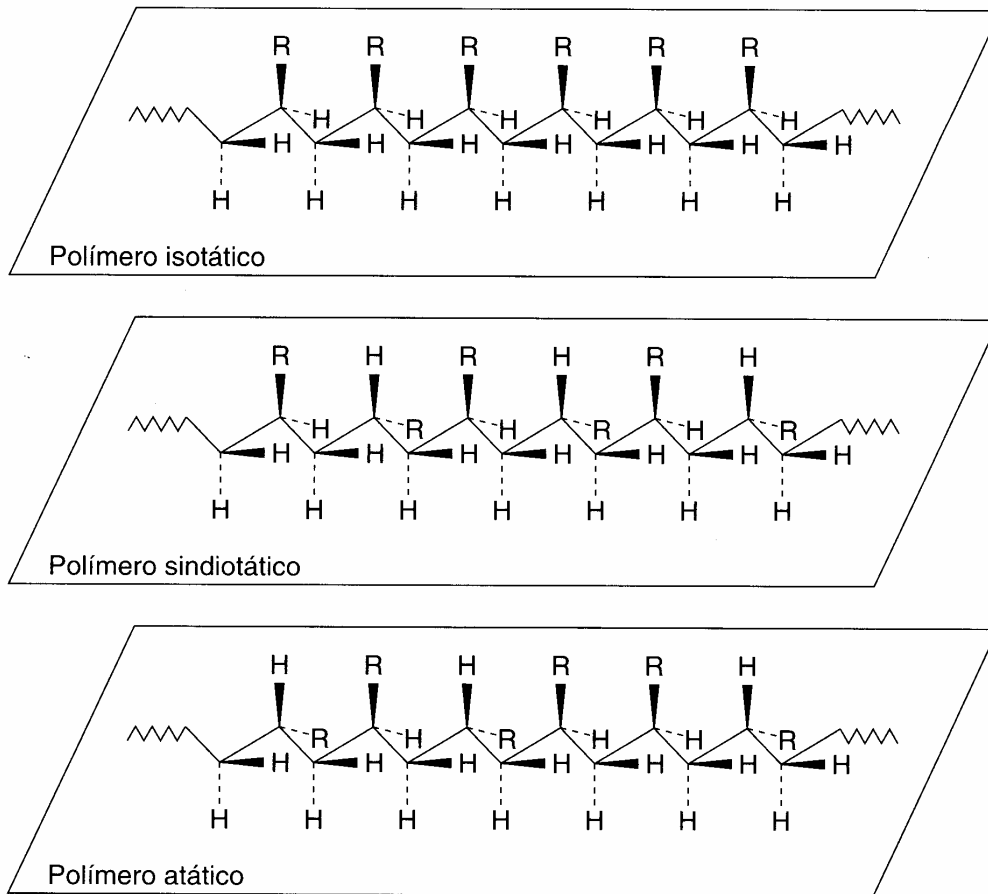 R R R R R R
H H H H H H
H H H H H H H
H H H H H H H
Polímero isotático
R H R H R H
H R H R H R
H H H H H H H
H H H H H H H
Polímero sindiotático
H R H R R H
R H R H H R
H H H H H H H
H H H H H H H
Polímero atático